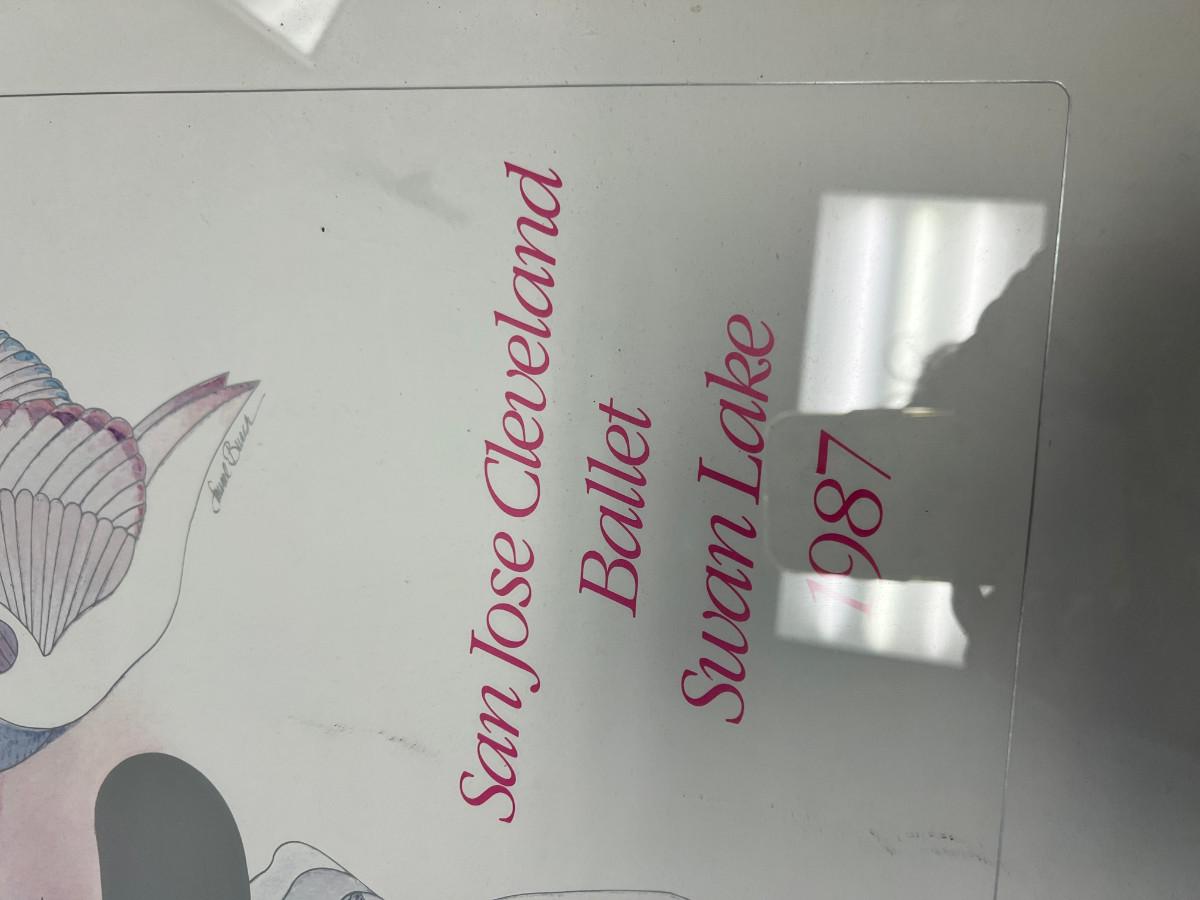 San Jose Cleveland
Ballet
Swan Lake
1987